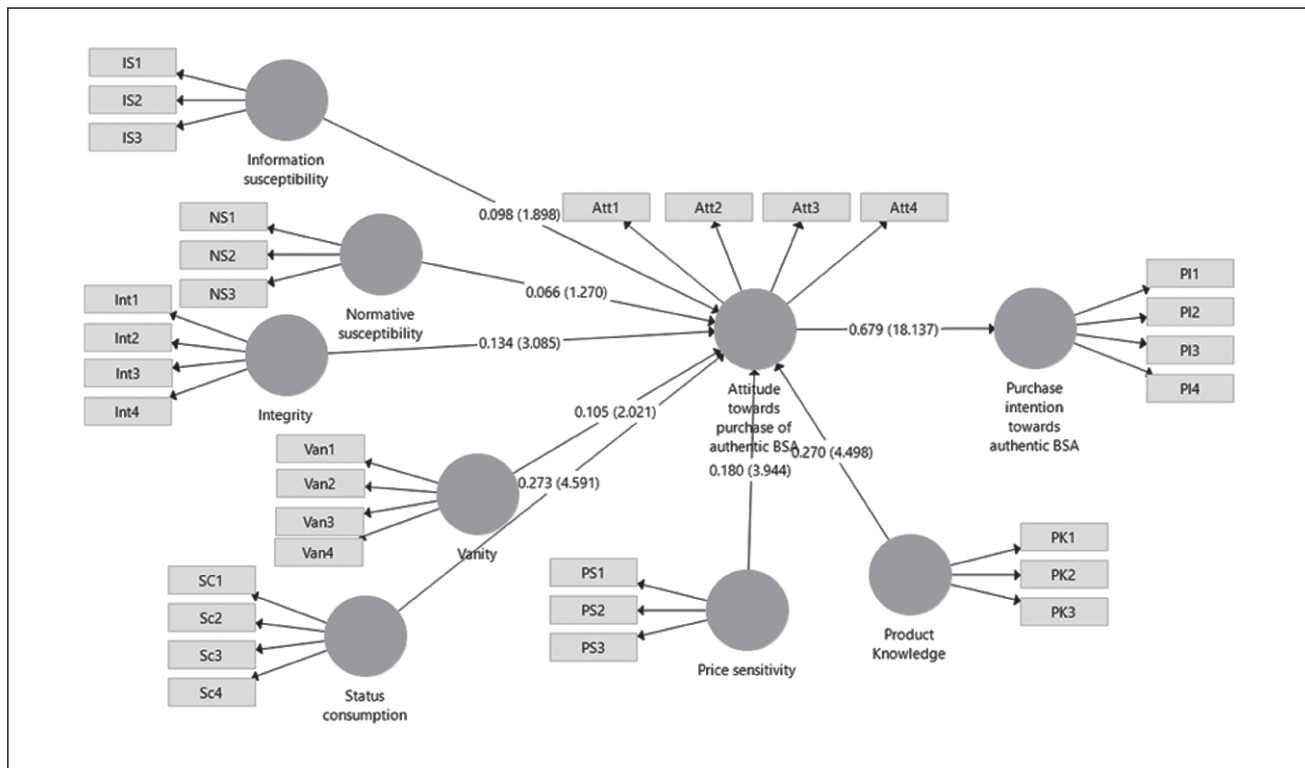 IS1
IS2
IS3
Information
susceptibility
NS1
NS2
NS3
Normative
susceptibility
Int1
Int2
Int3
Int4
Integrity
Van1
Van2
Van3
Van4
Vanity
SC1
Sc2
Sc3
Sc4
Status
consumption
0.098 (1.898)
0.066 (1.270)
0.134 (3.085)
0.105 (2.021)
0.273 (4.591)
Att1
Att2
Att3
Att4
Attitude
towards
purchase of
authentic BSA
0.180 (3.944)
0.270 (4.498)
0.679 (18.137)
PS1
PS2
PS3
Price sensitivity
PK1
PK2
PK3
Product
Knowledge
PI1
PI2
PI3
PI4
Purchase
intention
towards
authentic BSA